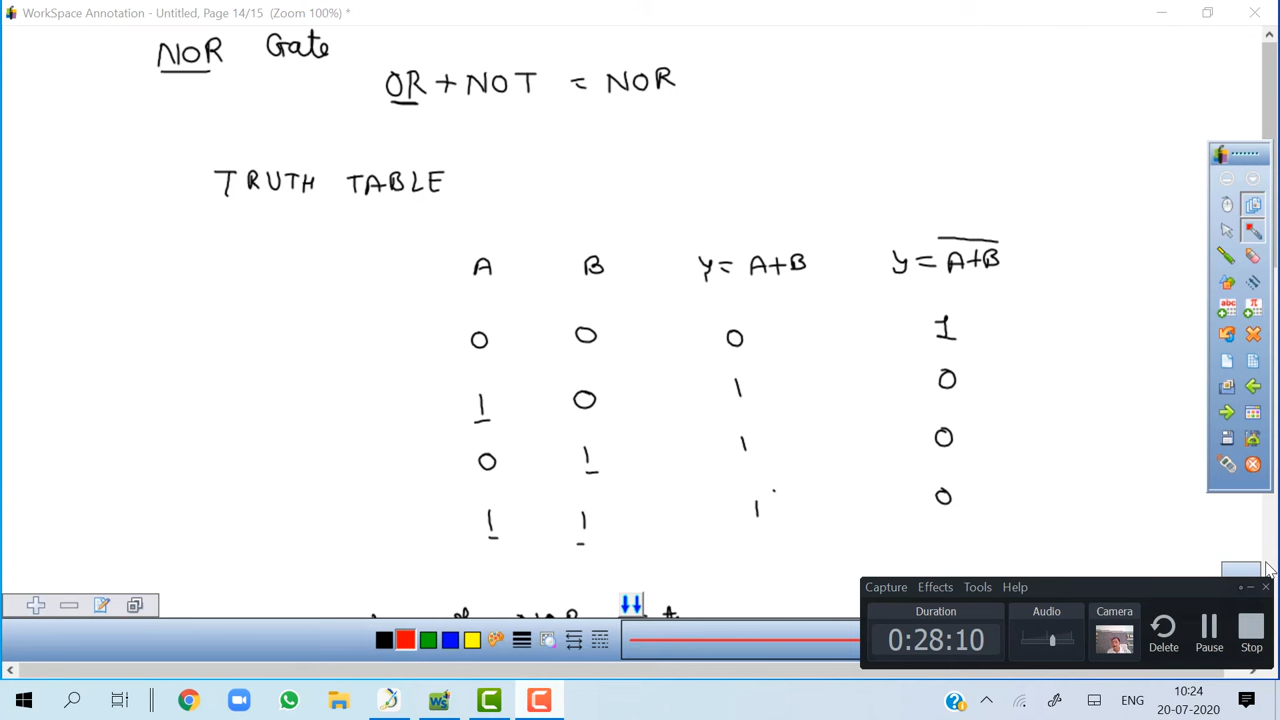 WorkSpace Annotation - Untitled, Page 14/15 (Zoom 100%) *
NOR Gate
OR + NOT = NOR
TRUTH TABLE
A B y = A+B y = \overline{A+B}
0 0 0 1
1 0 1 0
0 1 1 0
1 1 1 0
abc π
Capture Effects Tools Help
Duration Audio Camera
0:28:10
Delete Pause Stop
ENG
10:24
20-07-2020